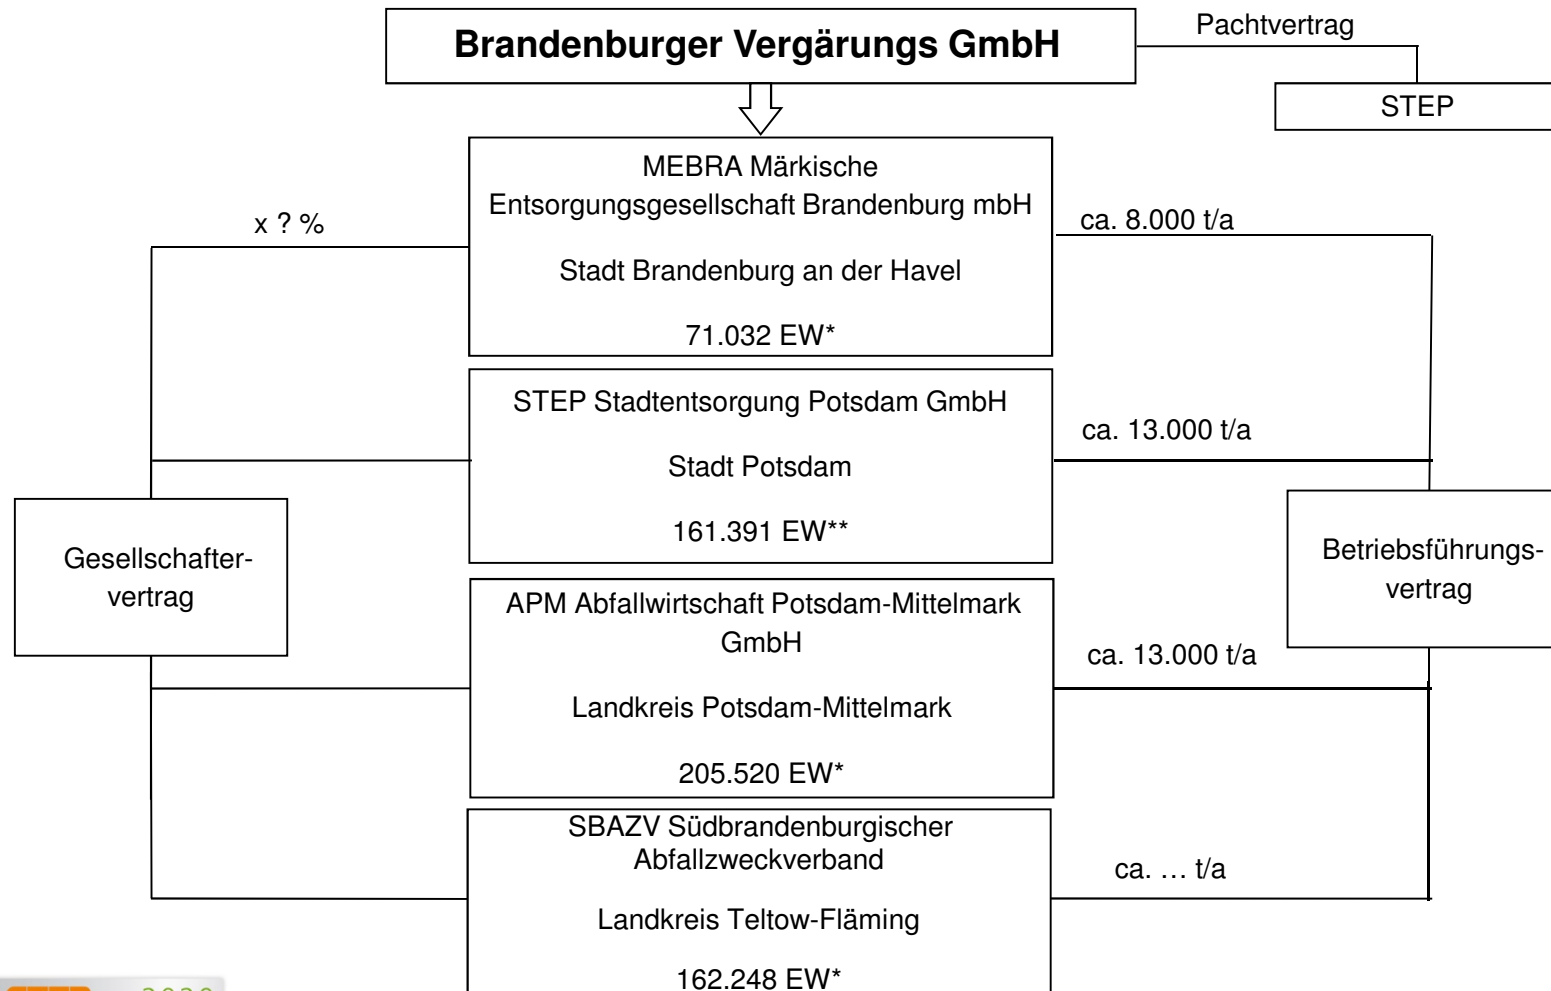 Brandenburger Vergärungs GmbH
Pachtvertrag
STEP
MEBRA Märkische
Entsorgungsgesellschaft Brandenburg mbH
Stadt Brandenburg an der Havel
71.032 EW*
x ? %
ca. 8.000 t/a
STEP Stadtentsorgung Potsdam GmbH
Stadt Potsdam
161.391 EW**
ca. 13.000 t/a
Gesellschafter-
vertrag
Betriebsführungs-
vertrag
APM Abfallwirtschaft Potsdam-Mittelmark
GmbH
Landkreis Potsdam-Mittelmark
205.520 EW*
ca. 13.000 t/a
SBAZV Südbrandenburgischer
Abfallzweckverband
Landkreis Teltow-Fläming
162.248 EW*
ca. … t/a